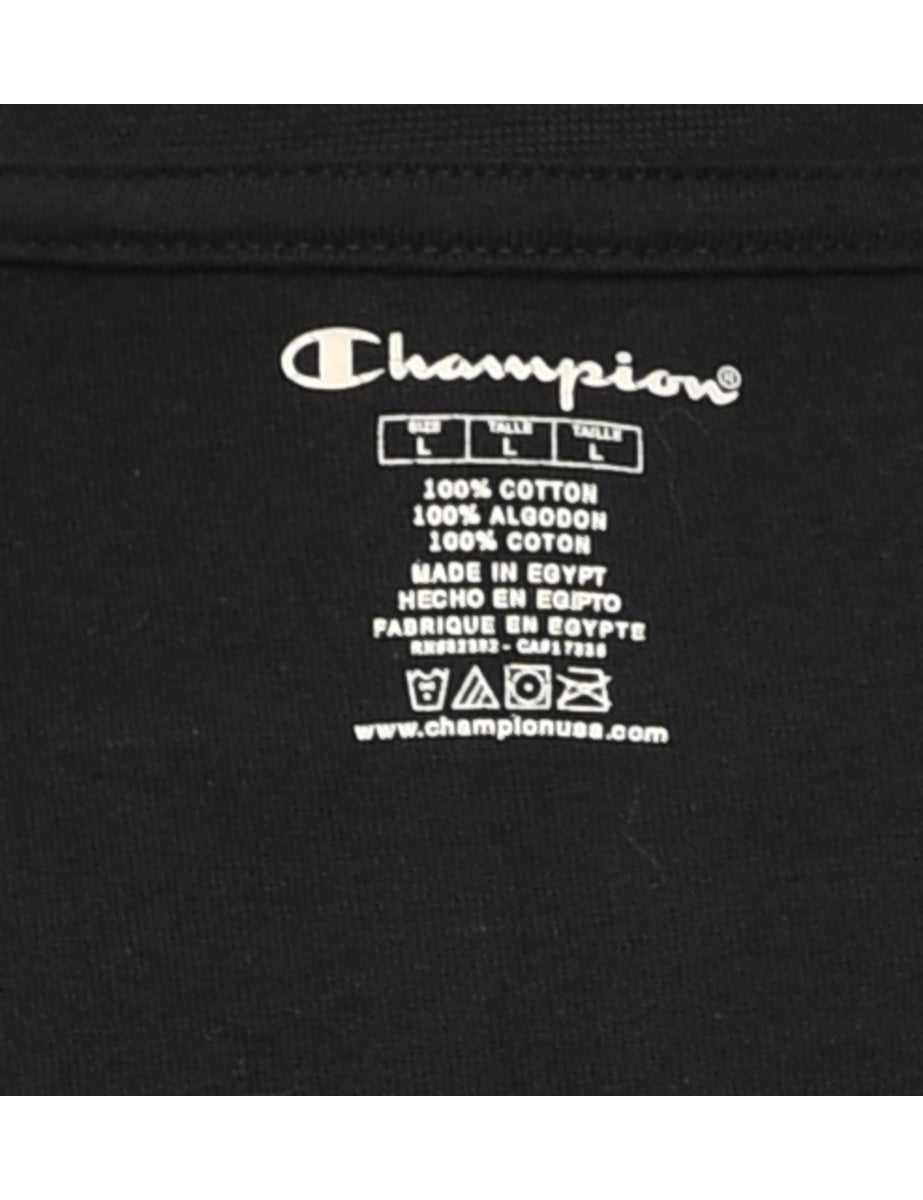 Champion®
SIZE TALLE TAILLE
L L L
100% COTTON
100% ALGODON
100% COTON
MADE IN EGYPT
HECHO EN EGIPTO
FABRIQUE EN EGYPTE
www.championusa.com